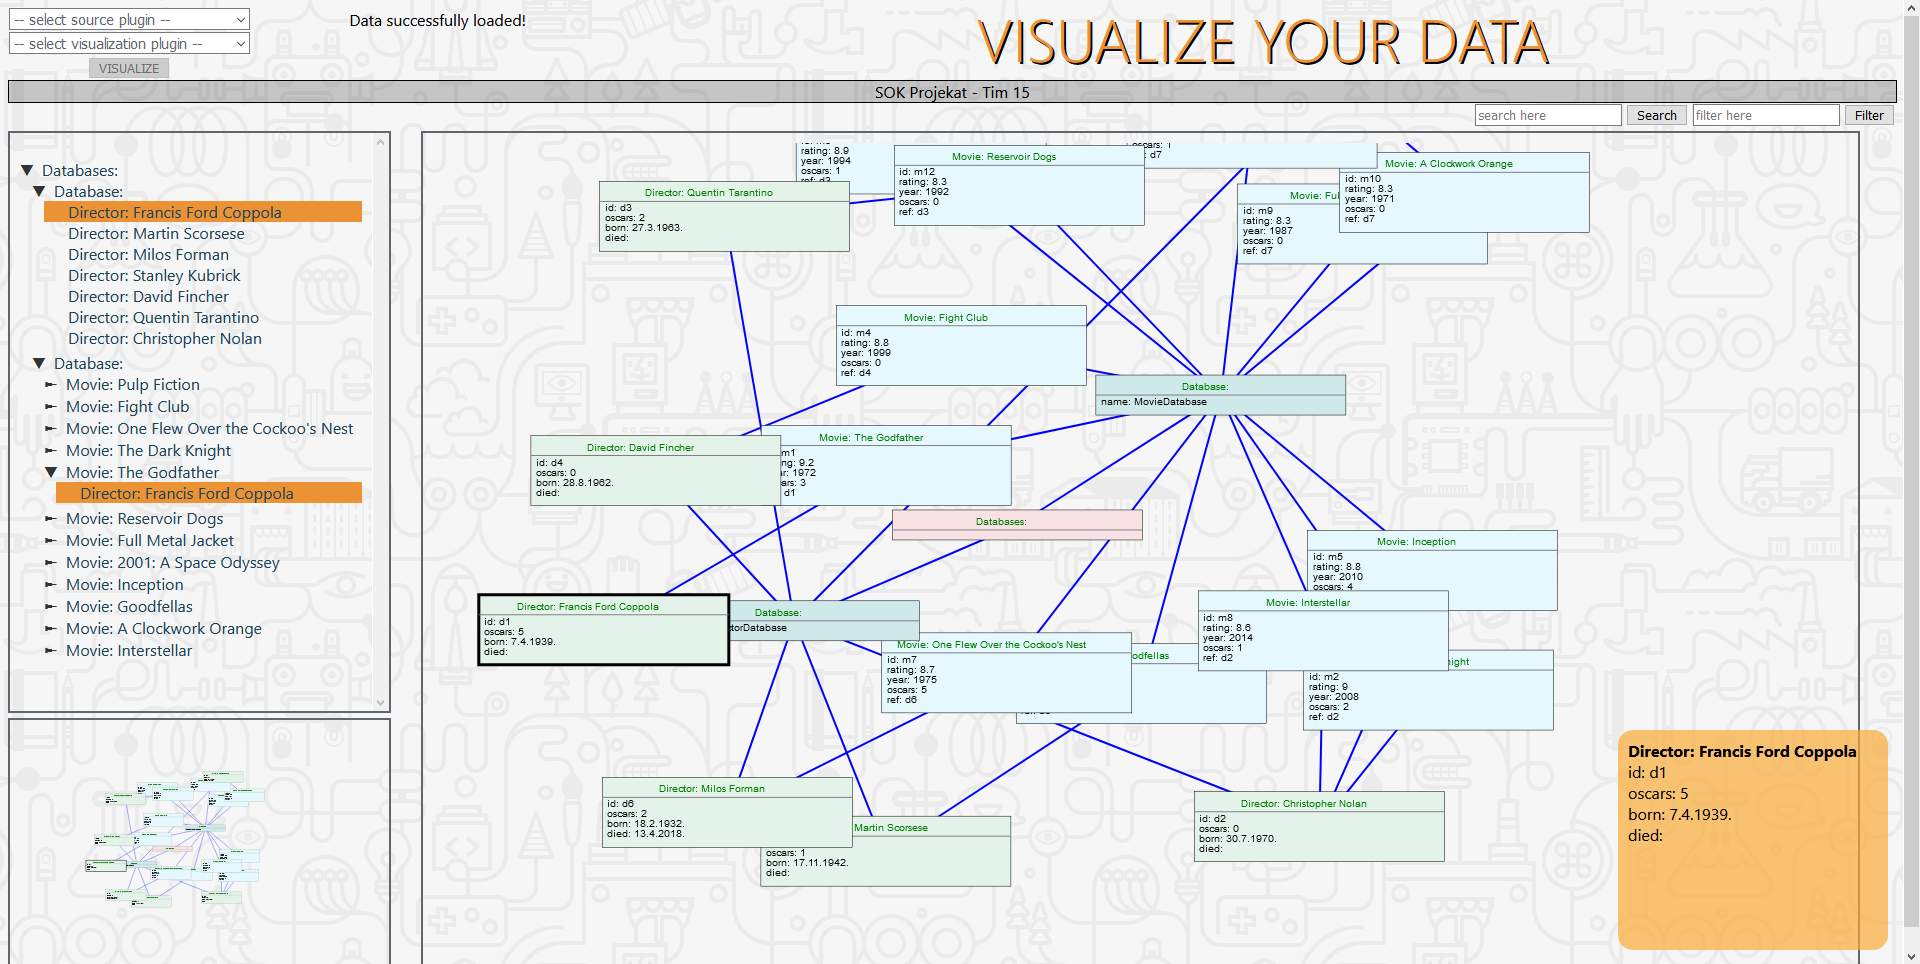 -- select source plugin --
-- select visualization plugin --
VISUALIZE
Data successfully loaded!
VISUALIZE YOUR DATA
SOK Projekat - Tim 15
search here
Search
filter here
Filter
Databases:
Database:
Director: Francis Ford Coppola
Director: Martin Scorsese
Director: Milos Forman
Director: Stanley Kubrick
Director: David Fincher
Director: Quentin Tarantino
Director: Christopher Nolan
Database:
Movie: Pulp Fiction
Movie: Fight Club
Movie: One Flew Over the Cockoo's Nest
Movie: The Dark Knight
Movie: The Godfather
Director: Francis Ford Coppola
Movie: Reservoir Dogs
Movie: Full Metal Jacket
Movie: 2001: A Space Odyssey
Movie: Inception
Movie: Goodfellas
Movie: A Clockwork Orange
Movie: Interstellar
rating: 8.9
year: 1994
oscars: 1
ref: d3
Movie: Reservoir Dogs
id: m12
rating: 8.3
year: 1992
oscars: 0
ref: d3
oscars: 1
d7
Movie: A Clockwork Orange
id: m10
rating: 8.3
year: 1971
oscars: 0
ref: d7
Movie: Ful
id: m9
rating: 8.3
year: 1987
oscars: 0
ref: d7
Director: Quentin Tarantino
id: d3
oscars: 2
born: 27.3.1963.
died:
Movie: Fight Club
id: m4
rating: 8.8
year: 1999
oscars: 0
ref: d4
Database:
name: MovieDatabase
Director: David Fincher
id: d4
oscars: 0
born: 28.8.1962.
died:
Movie: The Godfather
m1
ng: 9.2
r: 1972
ars: 3
d1
Databases:
Movie: Inception
id: m5
rating: 8.8
year: 2010
oscars: 4
Director: Francis Ford Coppola
id: d1
oscars: 5
born: 7.4.1939.
died:
Database:
torDatabase
Movie: One Flew Over the Cockoo's Nest
id: m7
rating: 8.7
year: 1975
oscars: 5
ref: d6
odfellas
Movie: Interstellar
id: m8
rating: 8.6
year: 2014
oscars: 1
ref: d2
ight
id: m2
rating: 9
year: 2008
oscars: 2
ref: d2
Director: Milos Forman
id: d6
oscars: 2
born: 18.2.1932.
died: 13.4.2018.
Martin Scorsese
oscars: 1
born: 17.11.1942.
died:
Director: Christopher Nolan
id: d2
oscars: 0
born: 30.7.1970.
died:
Director: Francis Ford Coppola
id: d1
oscars: 5
born: 7.4.1939.
died: